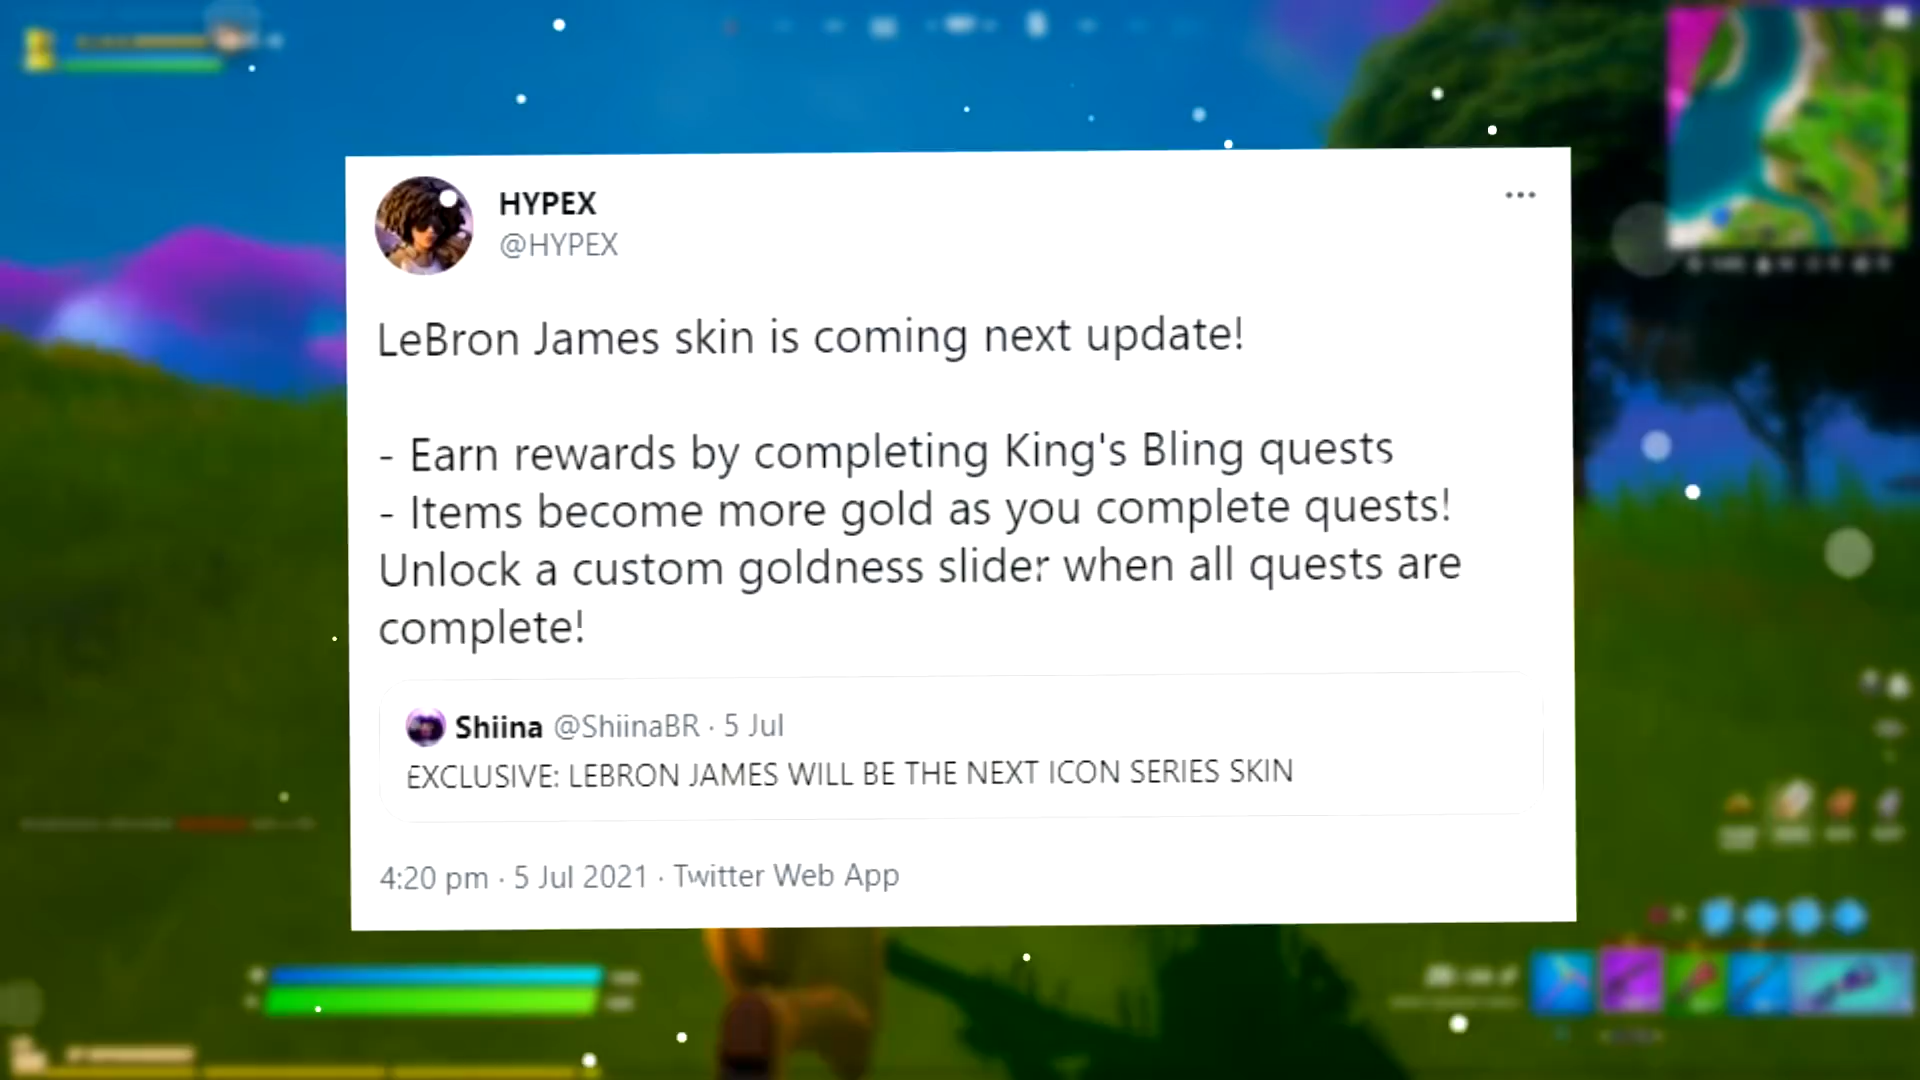 HYPEX
@HYPEX
LeBron James skin is coming next update!
- Earn rewards by completing King's Bling quests
- Items become more gold as you complete quests!
Unlock a custom goldness slider when all quests are
complete!
Shiina @ShiinaBR · 5 Jul
EXCLUSIVE: LEBRON JAMES WILL BE THE NEXT ICON SERIES SKIN
4:20 pm · 5 Jul 2021 · Twitter Web App